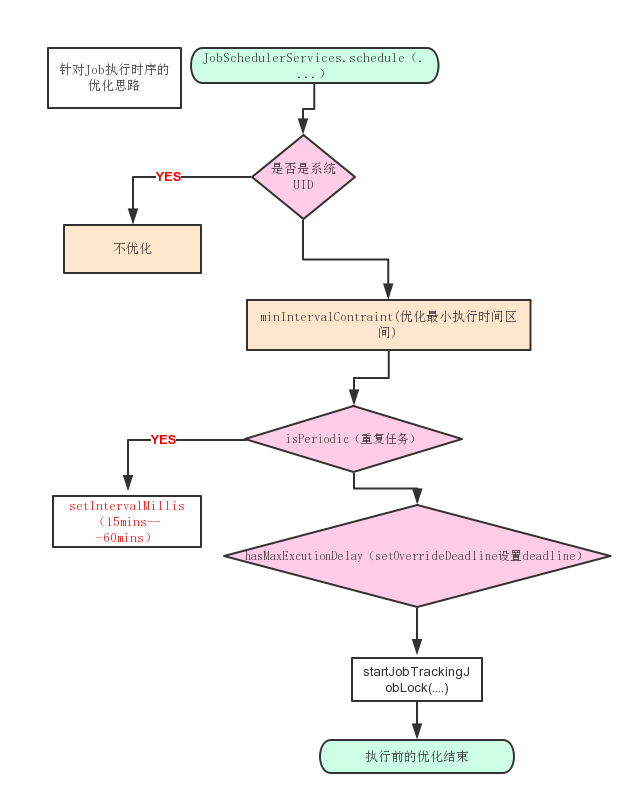 针对Job执行时序的
优化思路
JobSchedulerServices.schedule（.
...）
是否是系统
UID
YES
不优化
minIntervalContraint(优化最小执行时间区
间)
isPeriodic（重复任务）
YES
setIntervalMillis
（15mins--
-60mins）
hasMaxExcutionDelay（setOverrideDeadline设置deadline）
startJobTrackingJ
obLock(....)
执行前的优化结束